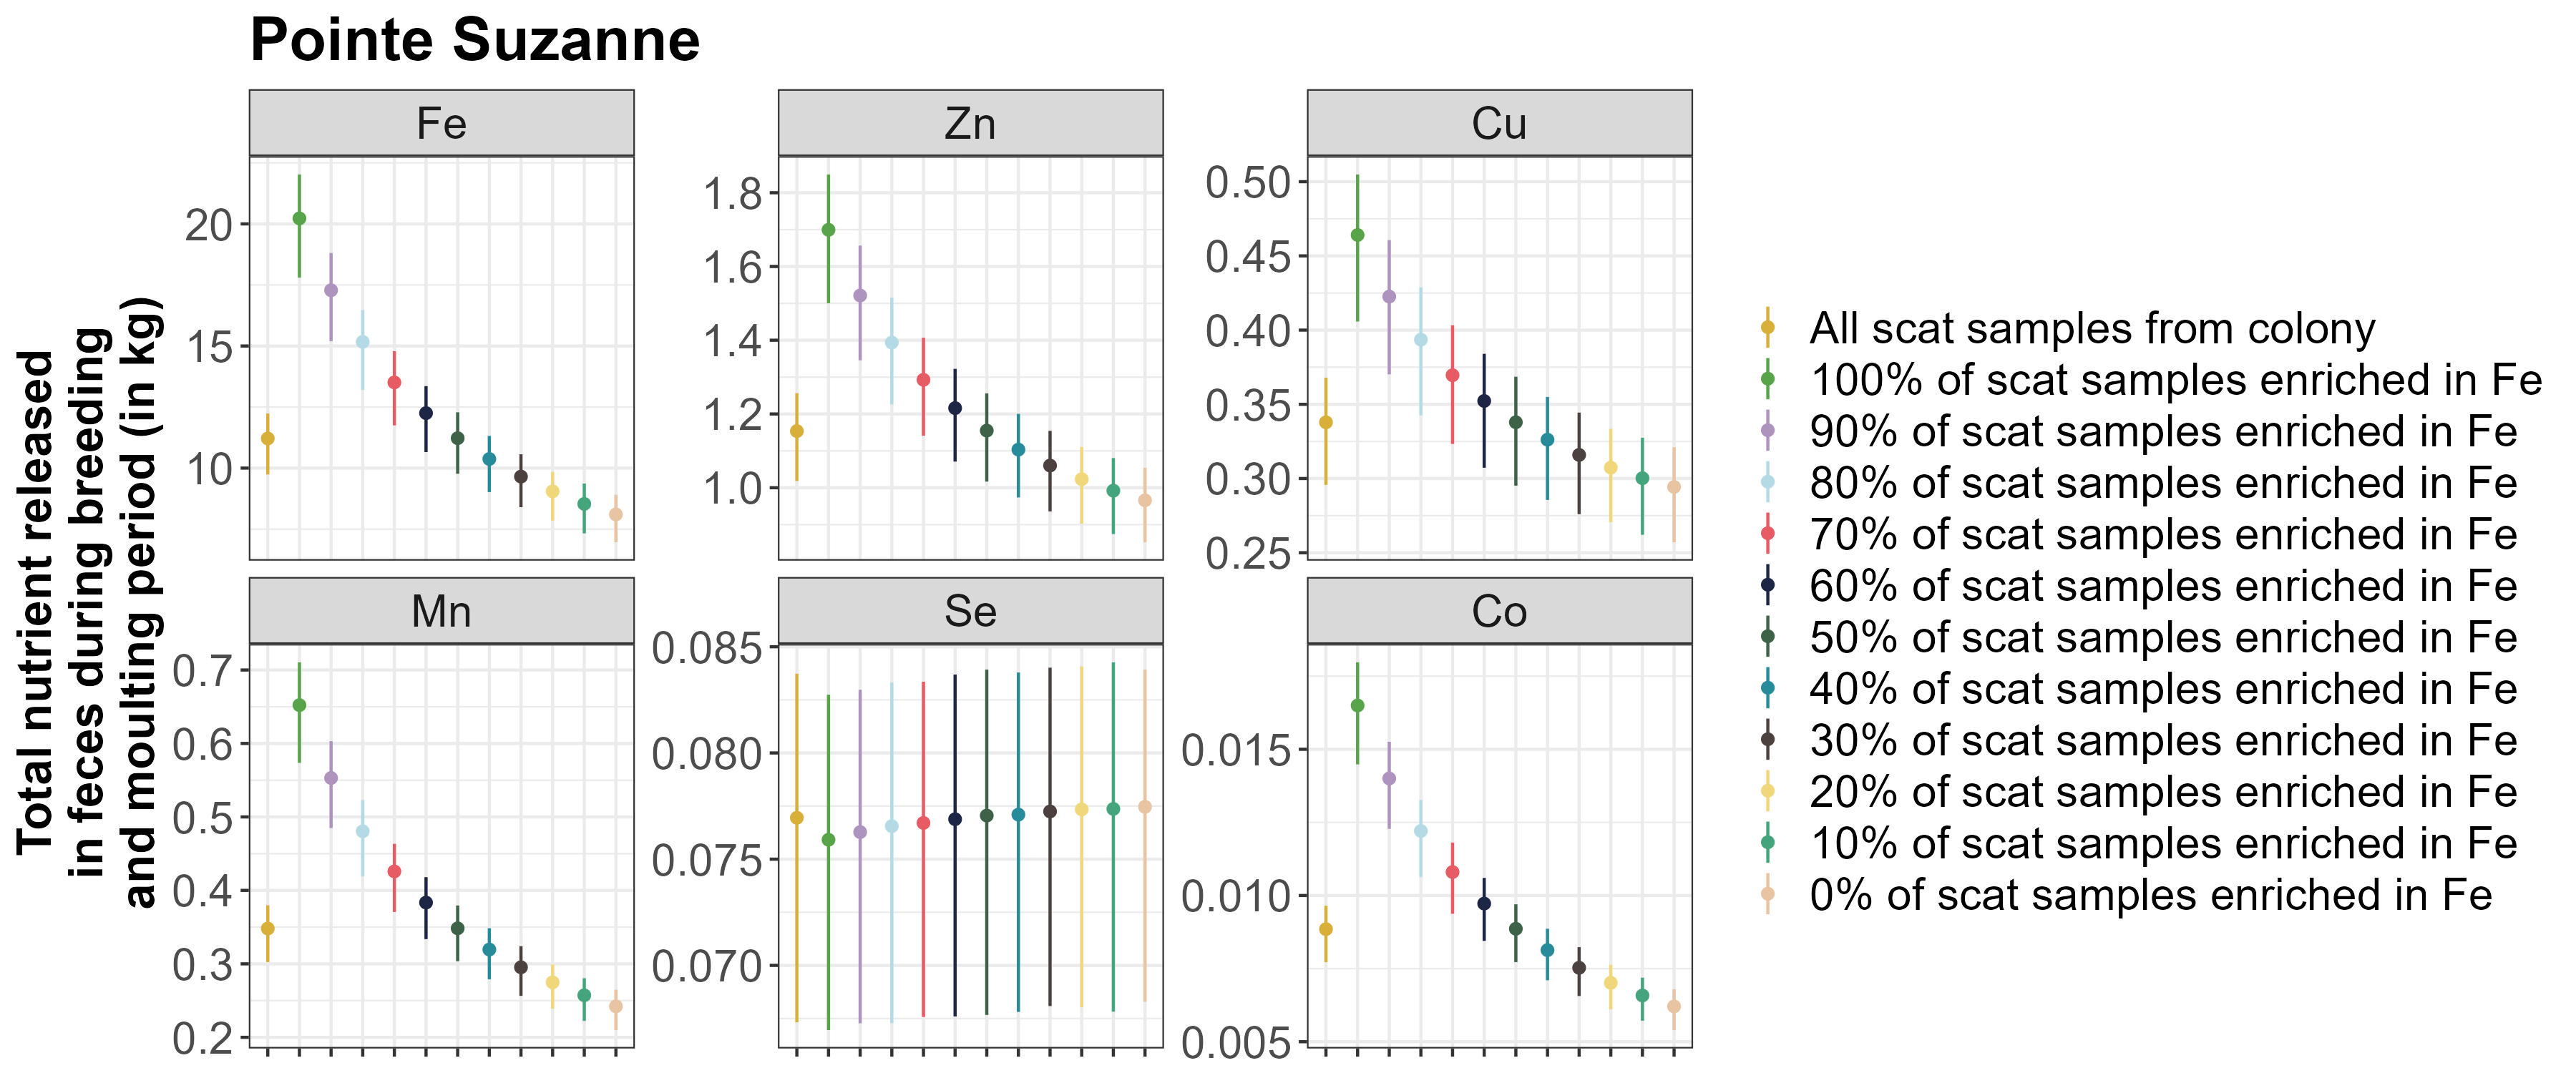 Pointe Suzanne
Total nutrient released
in feces during breeding
and moulting period (in kg)
Fe
20
15
10
Zn
1.8
1.6
1.4
1.2
1.0
Cu
0.50
0.45
0.40
0.35
0.30
0.25
Mn
0.7
0.6
0.5
0.4
0.3
0.2
Se
0.085
0.080
0.075
0.070
Co
0.015
0.010
0.005
All scat samples from colony
100% of scat samples enriched in Fe
90% of scat samples enriched in Fe
80% of scat samples enriched in Fe
70% of scat samples enriched in Fe
60% of scat samples enriched in Fe
50% of scat samples enriched in Fe
40% of scat samples enriched in Fe
30% of scat samples enriched in Fe
20% of scat samples enriched in Fe
10% of scat samples enriched in Fe
0% of scat samples enriched in Fe